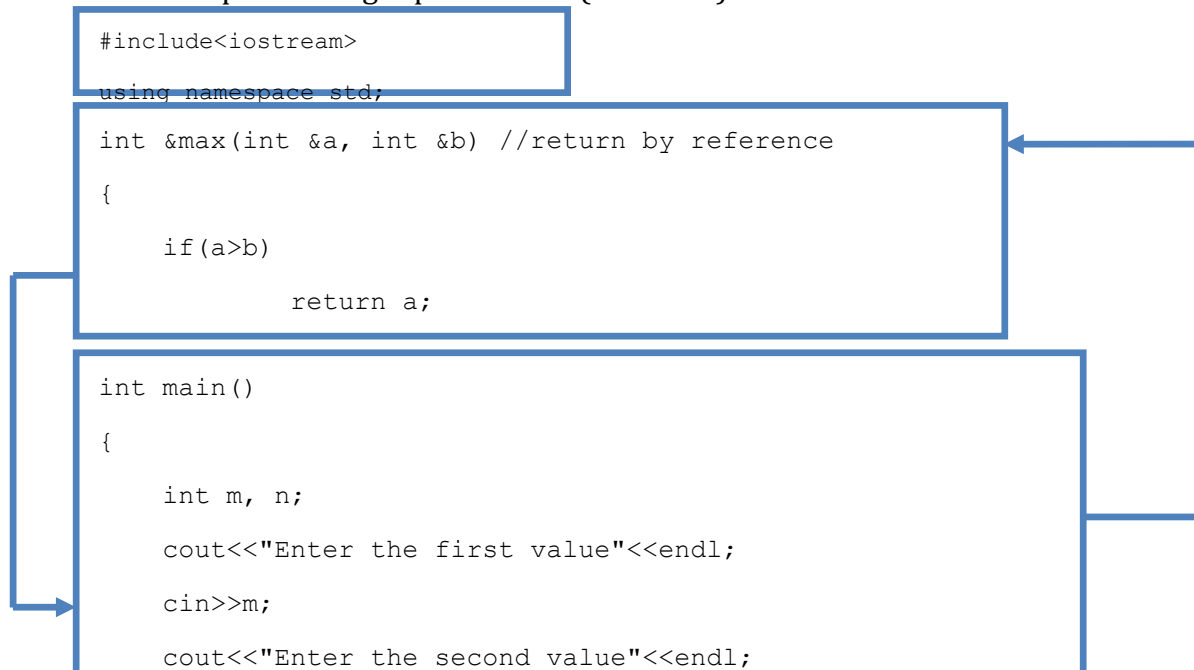 #include<iostream>
using namespace std;
int &max(int &a, int &b) //return by reference
{
    if(a>b)
        return a;
int main()
{
    int m, n;
    cout<<"Enter the first value"<<endl;
    cin>>m;
    cout<<"Enter the second value"<<endl;